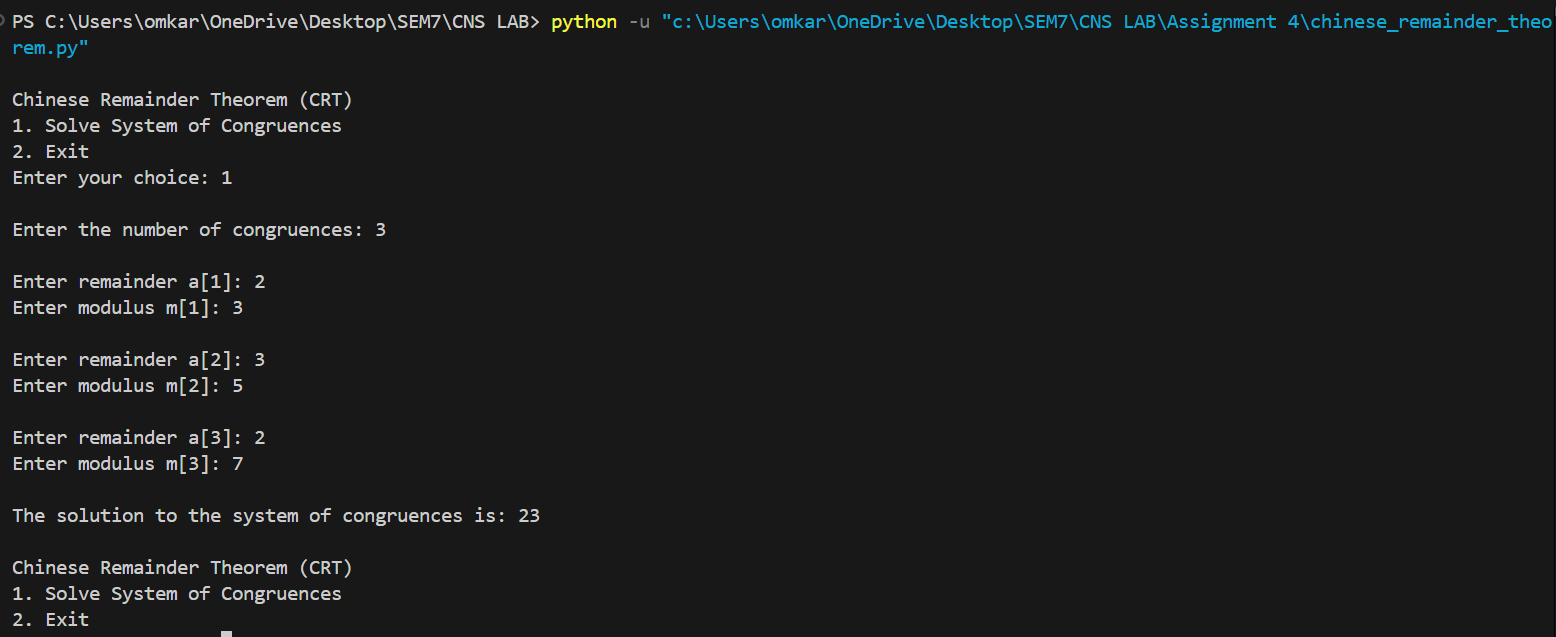 PS C:\Users\omkar\OneDrive\Desktop\SEM7\CNS LAB> python -u "c:\Users\omkar\OneDrive\Desktop\SEM7\CNS LAB\Assignment 4\chinese_remainder_theo
rem.py"
Chinese Remainder Theorem (CRT)
1. Solve System of Congruences
2. Exit
Enter your choice: 1
Enter the number of congruences: 3
Enter remainder a[1]: 2
Enter modulus m[1]: 3
Enter remainder a[2]: 3
Enter modulus m[2]: 5
Enter remainder a[3]: 2
Enter modulus m[3]: 7
The solution to the system of congruences is: 23
Chinese Remainder Theorem (CRT)
1. Solve System of Congruences
2. Exit